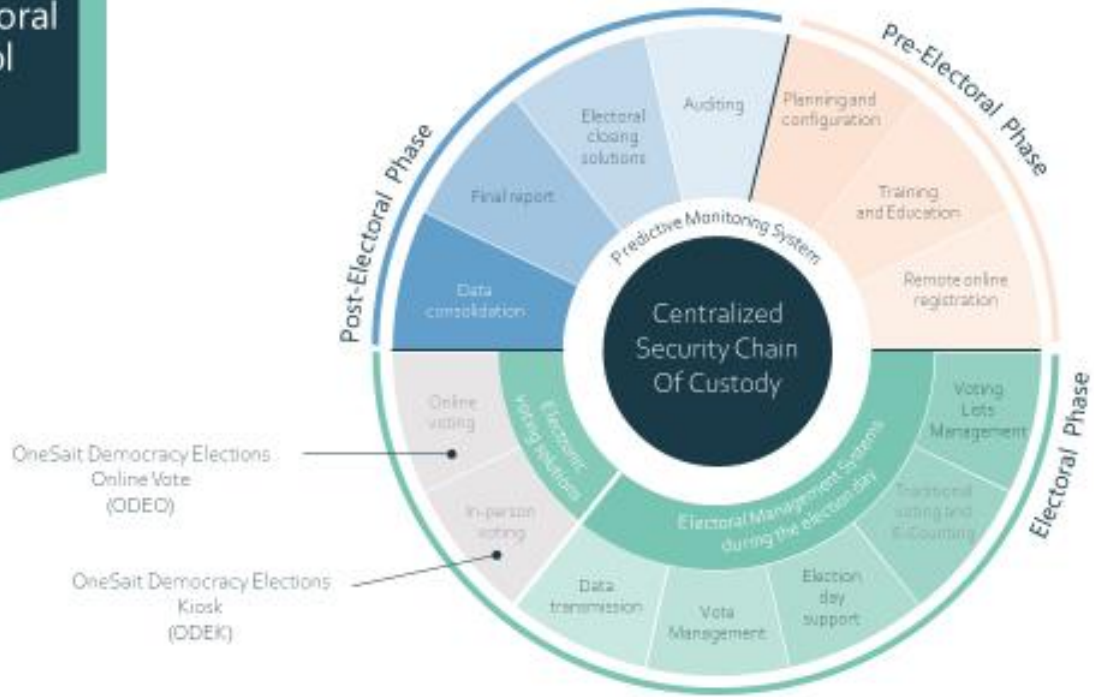 oral
ol
Pre-Electoral Phase
Planning and
configuration
Training
and Education
Remote online
registration
Electoral Phase
Voting
Lists
Management
Traditional
voting and
E-Counting
Election
day
support
Vota
Management
Data
transmission
Electoral Management Systems
during the election day
Electronic
voting solutions
In-person
voting
Online
voting
OneSait Democracy Elections
Online Vote
(ODEO)
OneSait Democracy Elections
Kiosk
(ODEK)
Post-Electoral Phase
Data
consolidation
Final report
Electoral
closing
solutions
Auditing
Predictive Monitoring System
Centralized
Security Chain
Of Custody